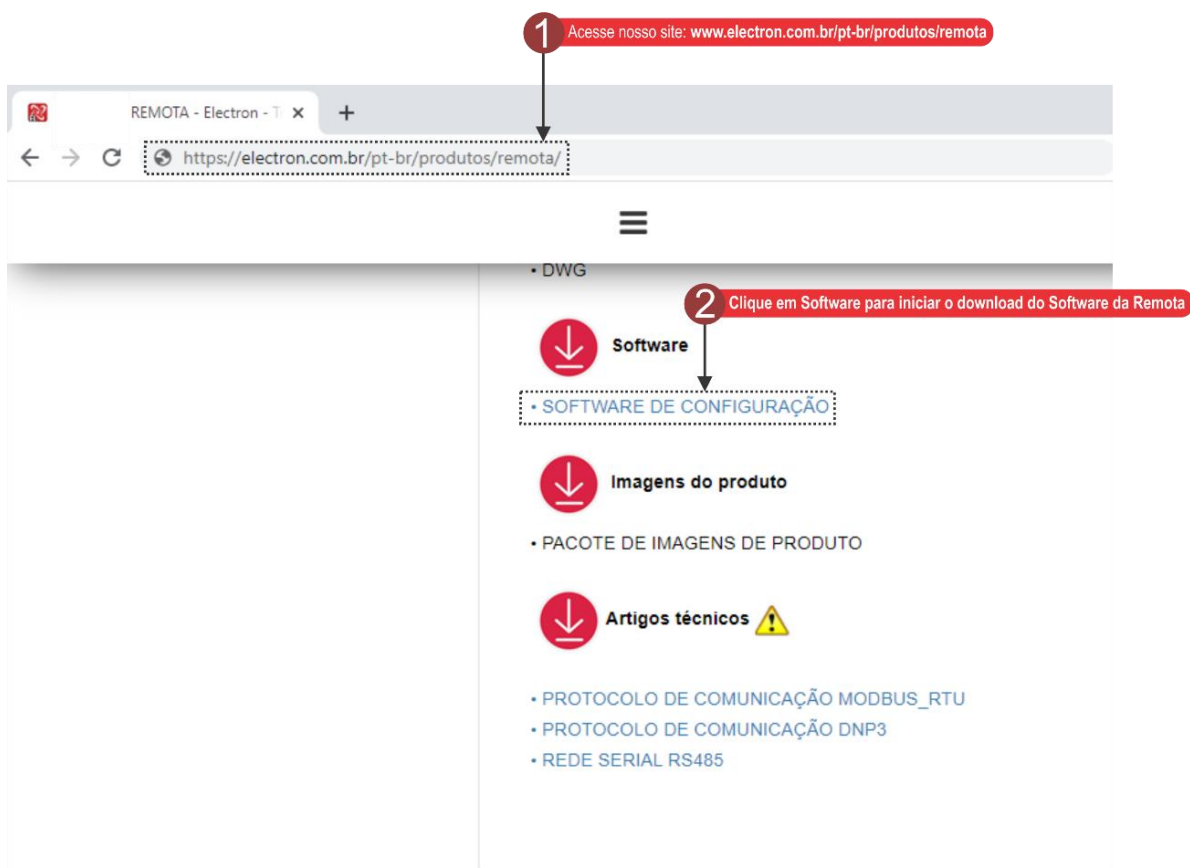 1 Acesse nosso site: www.electron.com.br/pt-br/produtos/remota
REMOTA - Electron - T
https://electron.com.br/pt-br/produtos/remota/
• DWG
2 Clique em Software para iniciar o download do Software da Remota
Software
• SOFTWARE DE CONFIGURAÇÃO
Imagens do produto
• PACOTE DE IMAGENS DE PRODUTO
Artigos técnicos
• PROTOCOLO DE COMUNICAÇÃO MODBUS_RTU
• PROTOCOLO DE COMUNICAÇÃO DNP3
• REDE SERIAL RS485